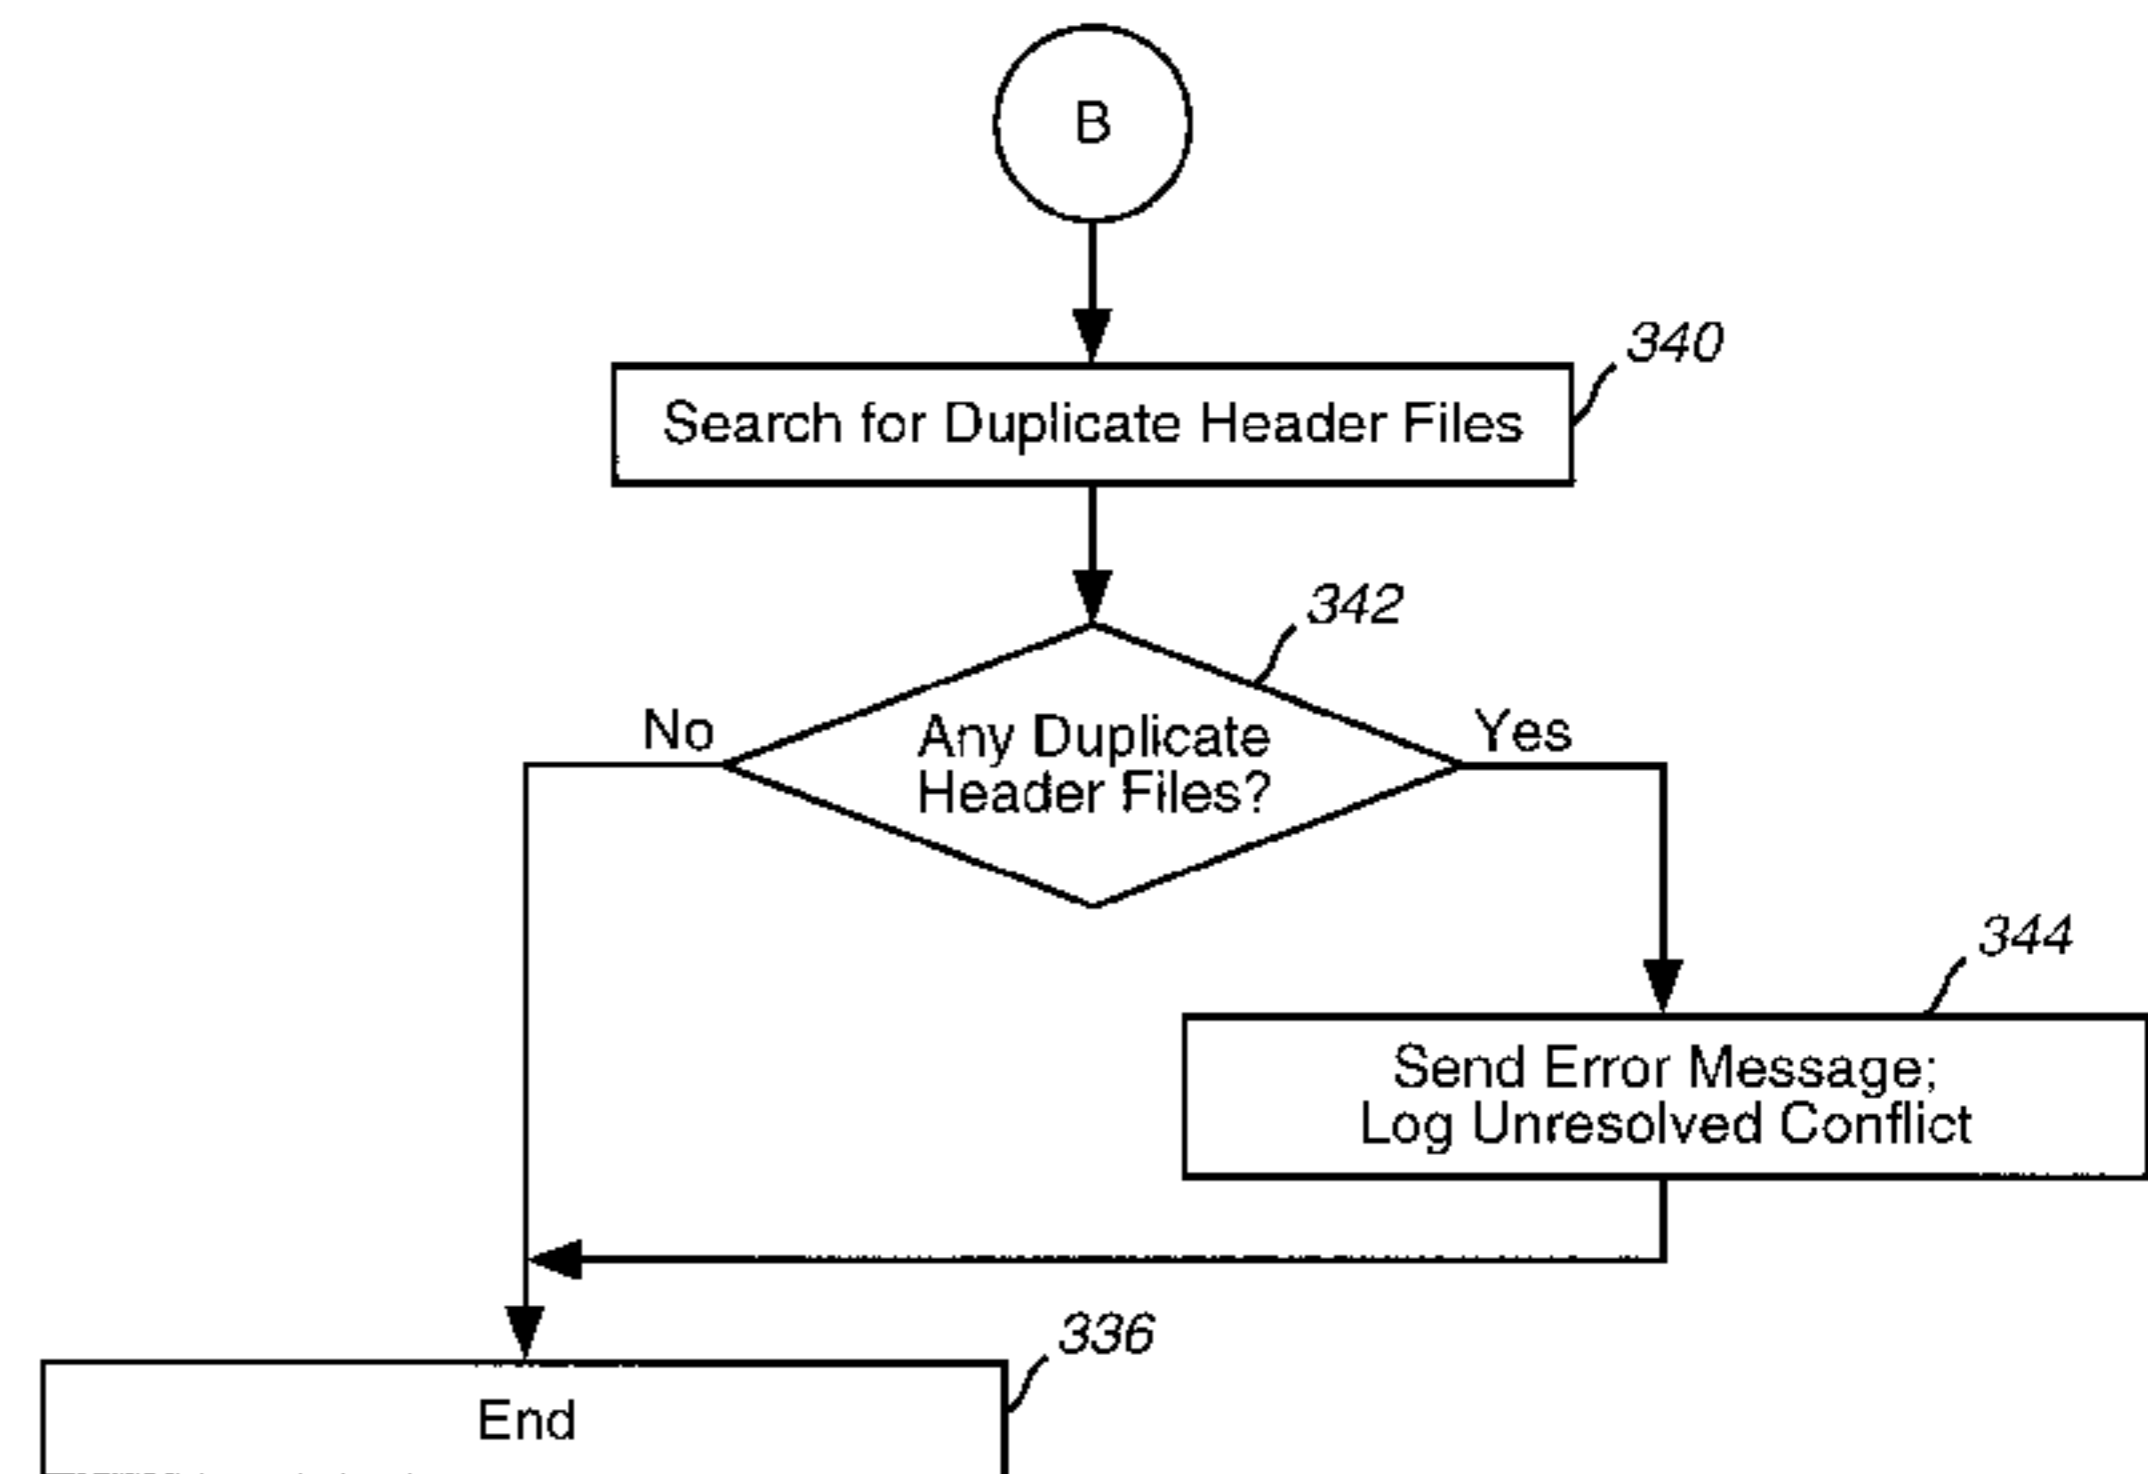 B
340
Search for Duplicate Header Files
342
No
Yes
Any Duplicate
Header Files?
344
Send Error Message;
Log Unresolved Conflict
336
End